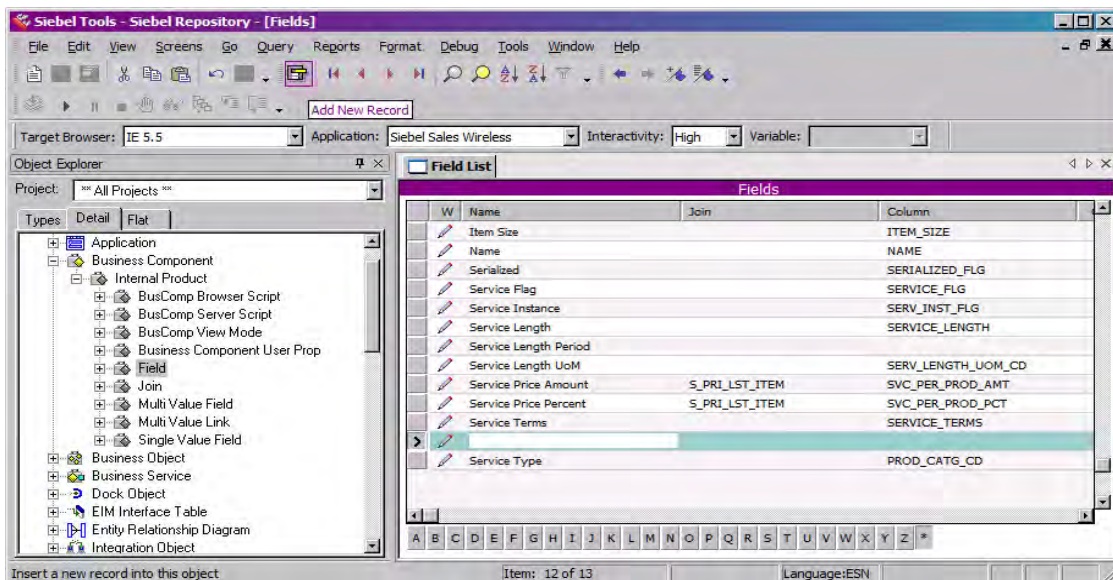 Siebel Tools - Siebel Repository - [Fields]
File Edit View Screens Go Query Reports Format Debug Tools Window Help
Add New Record
Target Browser: IE 5.5 Application: Siebel Sales Wireless Interactivity: High Variable:
Object Explorer
Project: ** All Projects **
Types Detail Flat
Application
Business Component
Internal Product
BusComp Browser Script
BusComp Server Script
BusComp View Mode
Business Component User Prop
Field
Join
Multi Value Field
Multi Value Link
Single Value Field
Business Object
Business Service
Dock Object
EIM Interface Table
Entity Relationship Diagram
Integration Object
Field List
Fields
W Name Join Column
Item Size ITEM_SIZE
Name NAME
Serialized SERIALIZED_FLG
Service Flag SERVICE_FLG
Service Instance SERV_INST_FLG
Service Length SERVICE_LENGTH
Service Length Period
Service Length UoM SERV_LENGTH_UOM_CD
Service Price Amount S_PRI_LST_ITEM SVC_PER_PROD_AMT
Service Price Percent S_PRI_LST_ITEM SVC_PER_PROD_PCT
Service Terms SERVICE_TERMS
Service Type PROD_CATG_CD
A B C D E F G H I J K L M N O P Q R S T U V W X Y Z *
Insert a new record into this object Item: 12 of 13 Language:ESN